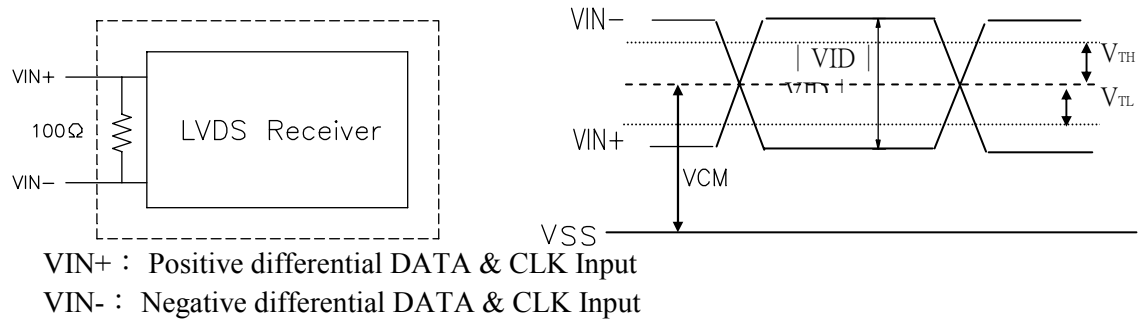 VIN+
100Ω
VIN-
LVDS Receiver
VIN-
| VID |
VTH
VTL
VIN+
VCM
VSS
VIN+： Positive differential DATA & CLK Input
VIN-： Negative differential DATA & CLK Input